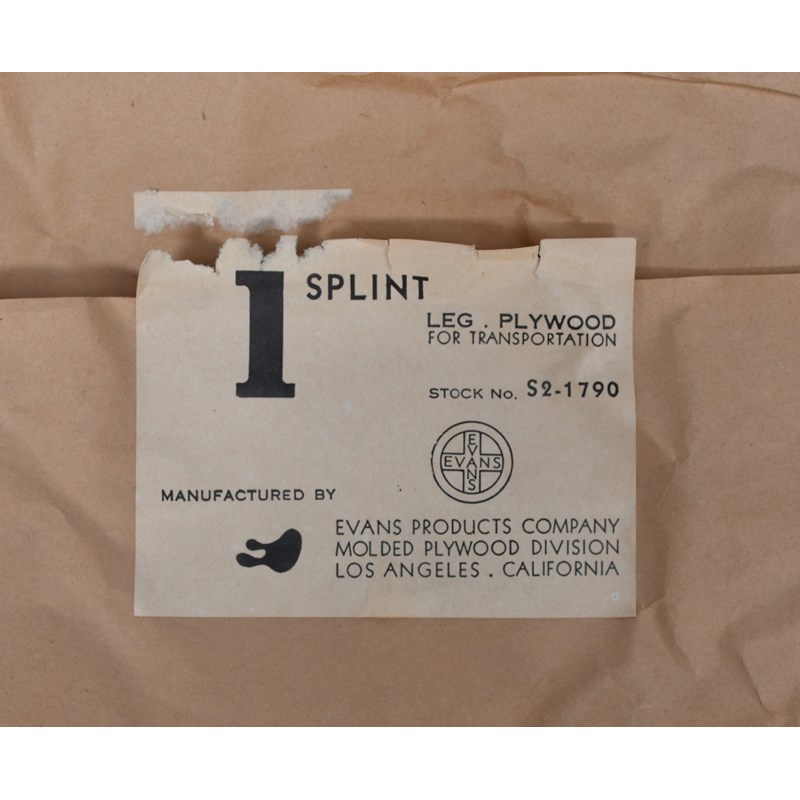 1 SPLINT
LEG . PLYWOOD
FOR TRANSPORTATION
STOCK No. S2-1790
EVANS
EVANS
MANUFACTURED BY
EVANS PRODUCTS COMPANY
MOLDED PLYWOOD DIVISION
LOS ANGELES . CALIFORNIA